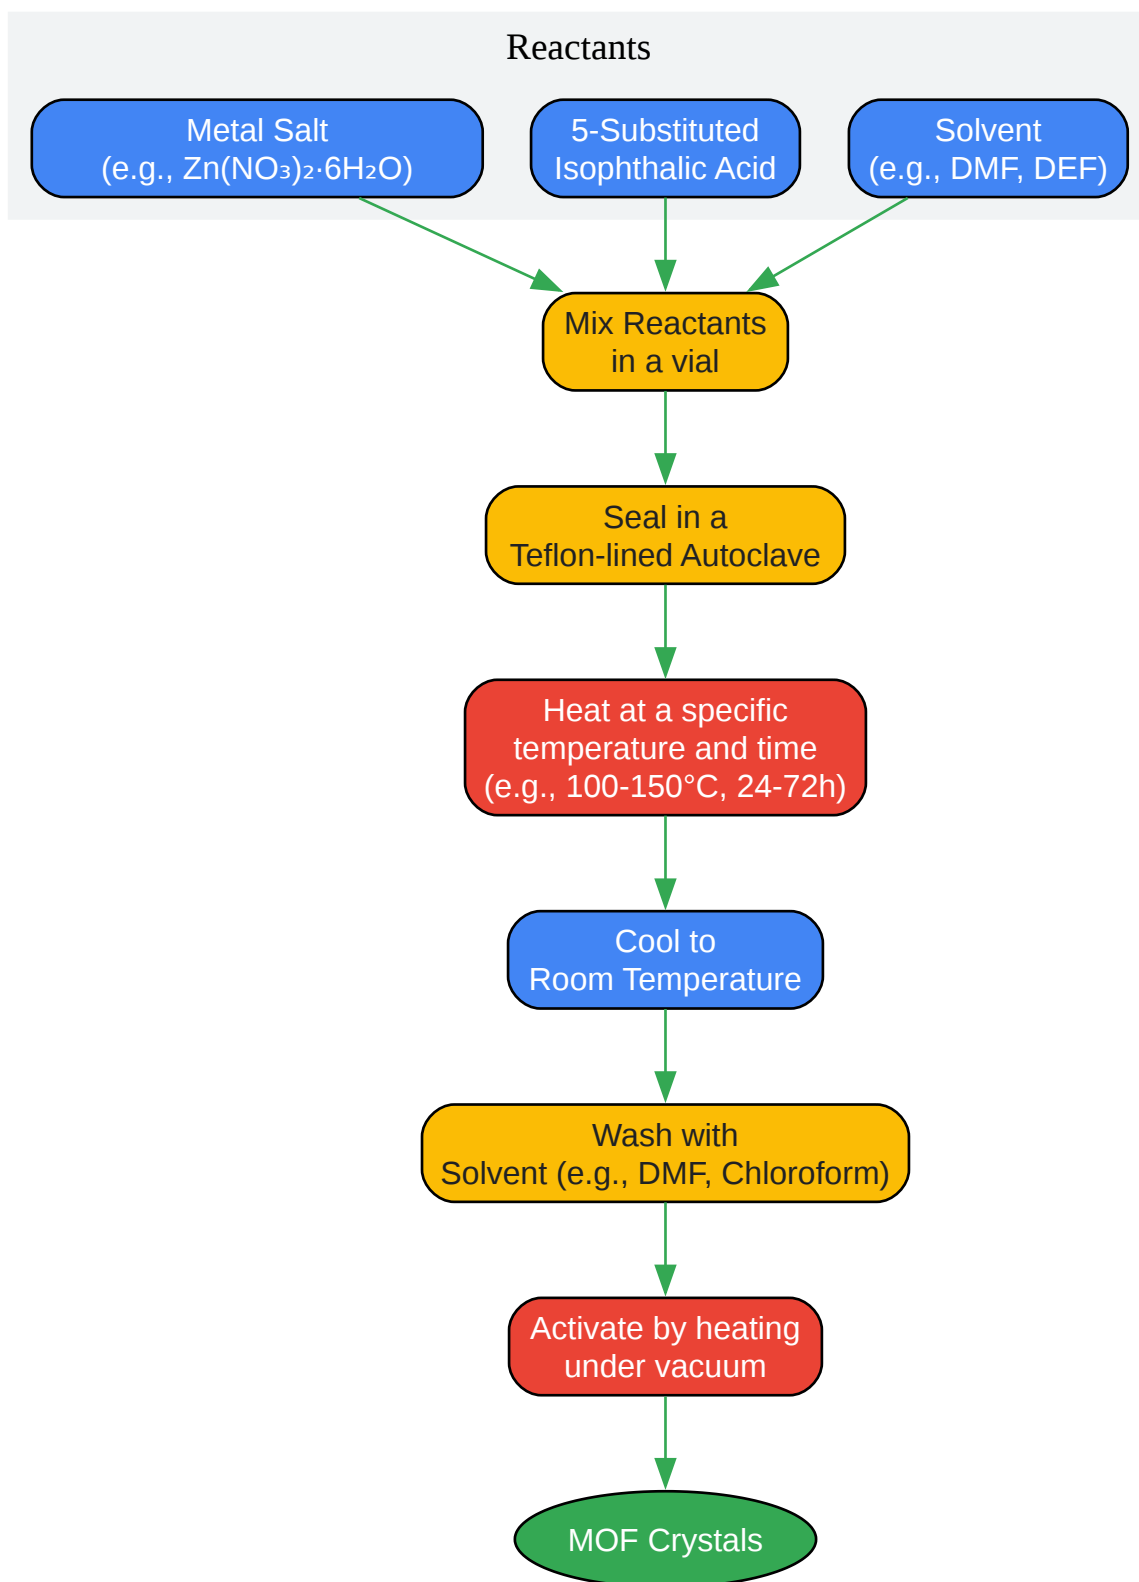 Reactants
Metal Salt
(e.g., Zn(NO₃)₂·6H₂O)
5-Substituted
Isophthalic Acid
Solvent
(e.g., DMF, DEF)
Mix Reactants
in a vial
Seal in a
Teflon-lined Autoclave
Heat at a specific
temperature and time
(e.g., 100-150°C, 24-72h)
Cool to
Room Temperature
Wash with
Solvent (e.g., DMF, Chloroform)
Activate by heating
under vacuum
MOF Crystals